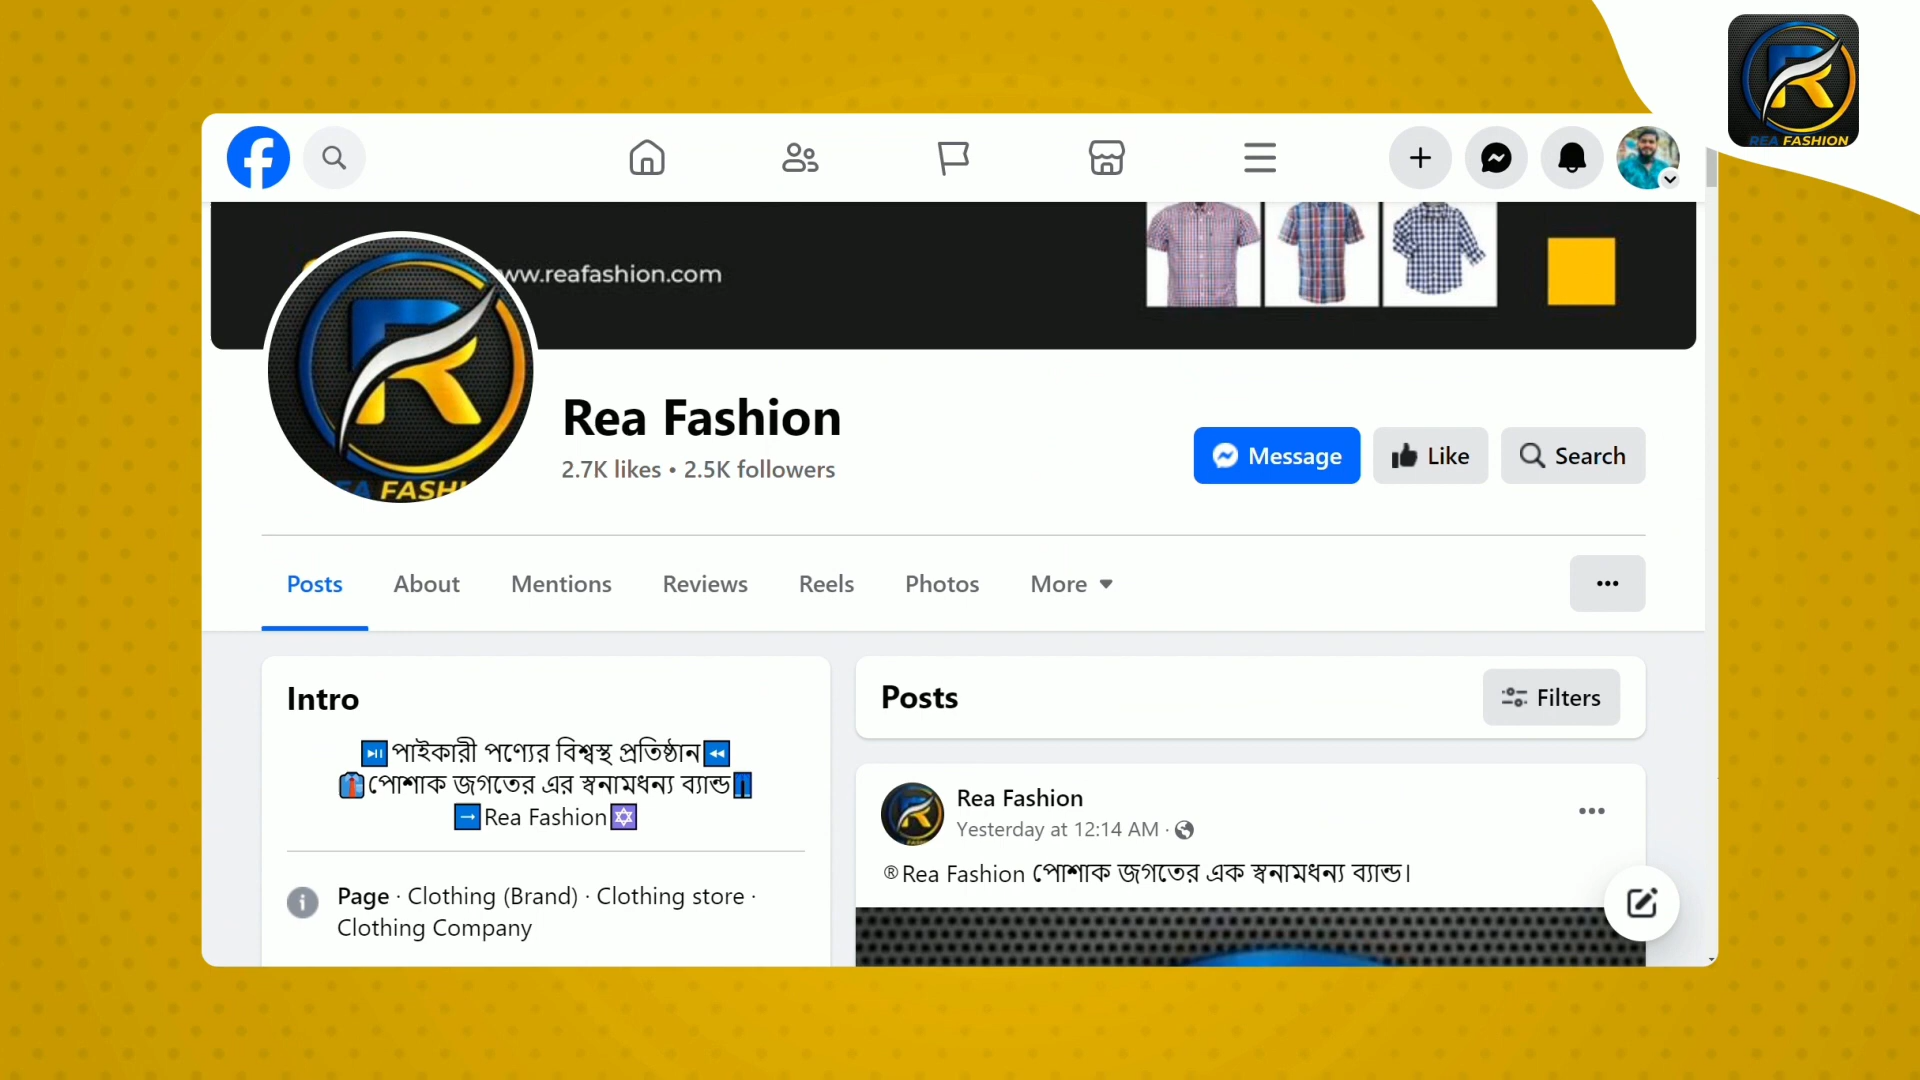 REA FASHION
www.reafashion.com
Rea Fashion
2.7K likes • 2.5K followers
Message
Like
Search
Posts
About
Mentions
Reviews
Reels
Photos
More
Intro
পাইকারী পণ্যের বিশ্বস্থ প্রতিষ্ঠান
পোশাক জগতের এর স্বনামধন্য ব্যান্ড
Rea Fashion
Page · Clothing (Brand) · Clothing store ·
Clothing Company
Posts
Filters
Rea Fashion
Yesterday at 12:14 AM ·
®Rea Fashion পোশাক জগতের এক স্বনামধন্য ব্যান্ড।